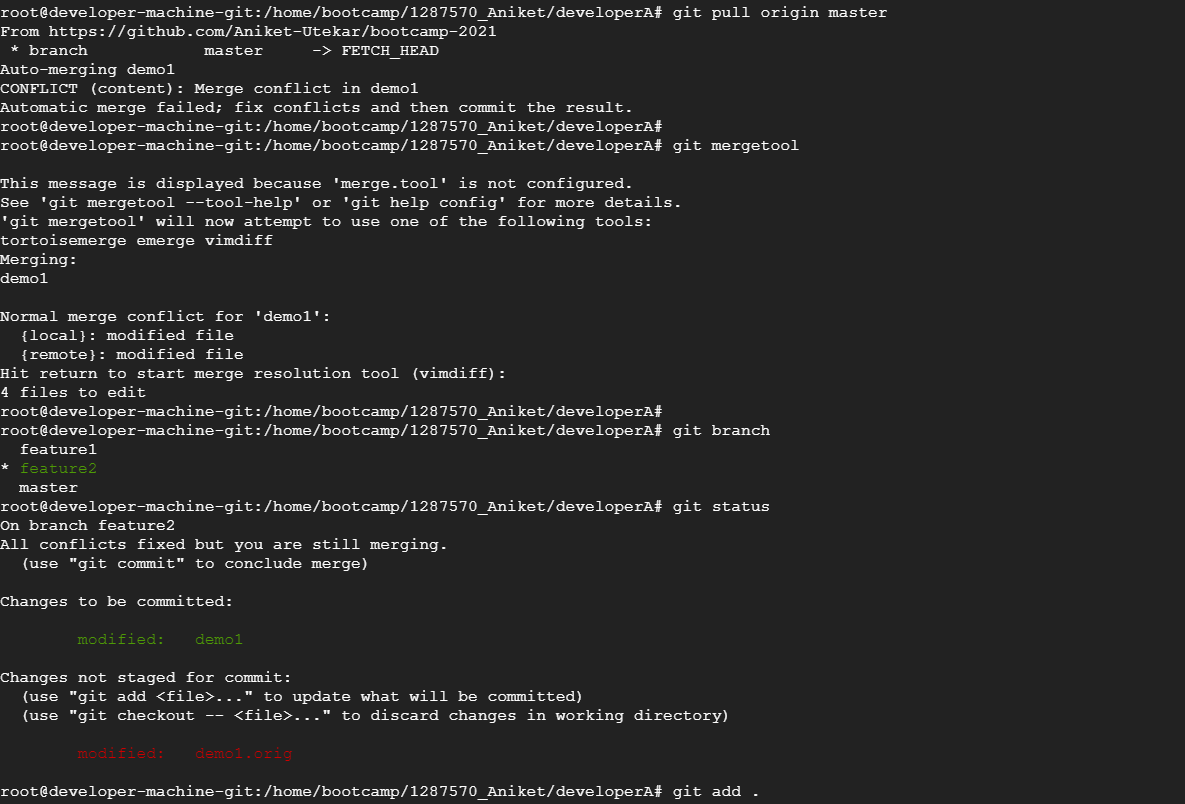 root@developer-machine-git:/home/bootcamp/1287570_Aniket/developerA# git pull origin master
From https://github.com/Aniket-Utekar/bootcamp-2021
 * branch            master     -> FETCH_HEAD
Auto-merging demo1
CONFLICT (content): Merge conflict in demo1
Automatic merge failed; fix conflicts and then commit the result.
root@developer-machine-git:/home/bootcamp/1287570_Aniket/developerA#
root@developer-machine-git:/home/bootcamp/1287570_Aniket/developerA# git mergetool
This message is displayed because 'merge.tool' is not configured.
See 'git mergetool --tool-help' or 'git help config' for more details.
'git mergetool' will now attempt to use one of the following tools:
tortoisemerge emerge vimdiff
Merging:
demo1
Normal merge conflict for 'demo1':
  {local}: modified file
  {remote}: modified file
Hit return to start merge resolution tool (vimdiff):
4 files to edit
root@developer-machine-git:/home/bootcamp/1287570_Aniket/developerA#
root@developer-machine-git:/home/bootcamp/1287570_Aniket/developerA# git branch
  feature1
* feature2
  master
root@developer-machine-git:/home/bootcamp/1287570_Aniket/developerA# git status
On branch feature2
All conflicts fixed but you are still merging.
  (use "git commit" to conclude merge)
Changes to be committed:
        modified:   demo1
Changes not staged for commit:
  (use "git add <file>..." to update what will be committed)
  (use "git checkout -- <file>..." to discard changes in working directory)
        modified:   demo1.orig
root@developer-machine-git:/home/bootcamp/1287570_Aniket/developerA# git add .